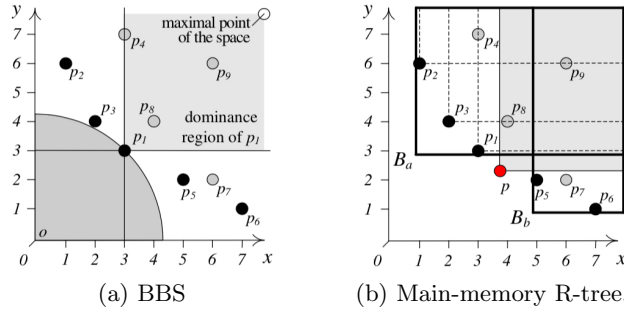 y
7
6
5
4
3
2
1
0
1 2 3 4 5 6 7 x
o
maximal point
of the space
dominance
region of p1
p2
p3
p1
p4
p8
p9
p5
p7
p6
(a) BBS
y
7
6
5
4
3
2
1
0
1 2 3 4 5 6 7 x
p2
p3
p1
p4
p8
p9
Ba
p
p5
p7
p6
Bb
(b) Main-memory R-tree.